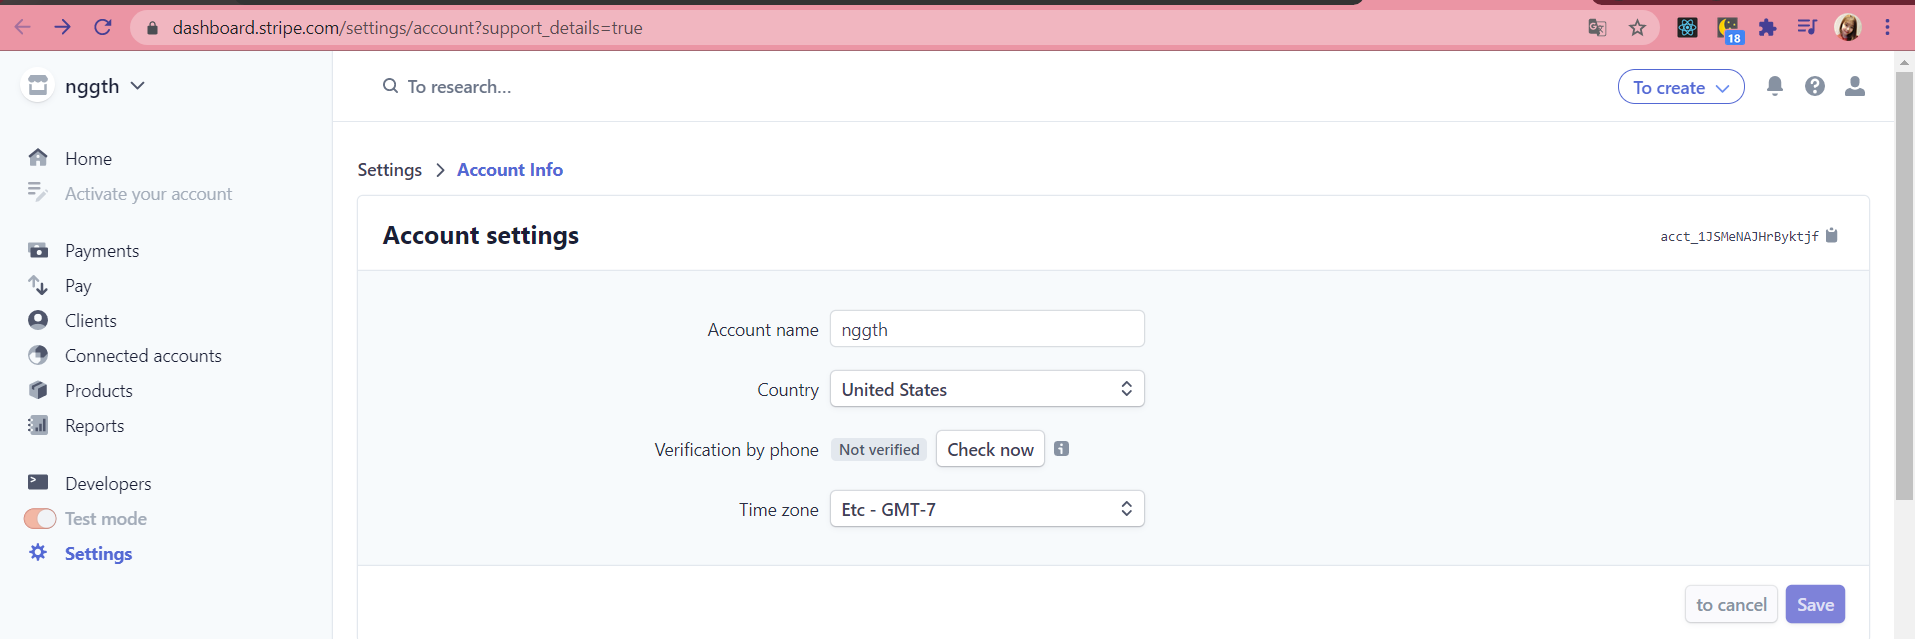 dashboard.stripe.com/settings/account?support_details=true
18
nggth
To research...
To create
Home
Activate your account
Payments
Pay
Clients
Connected accounts
Products
Reports
Developers
Test mode
Settings
Settings > Account Info
Account settings
acct_1JSMeNAJHrByktjf
Account name nggth
Country United States
Verification by phone Not verified Check now
Time zone Etc - GMT-7
to cancel Save